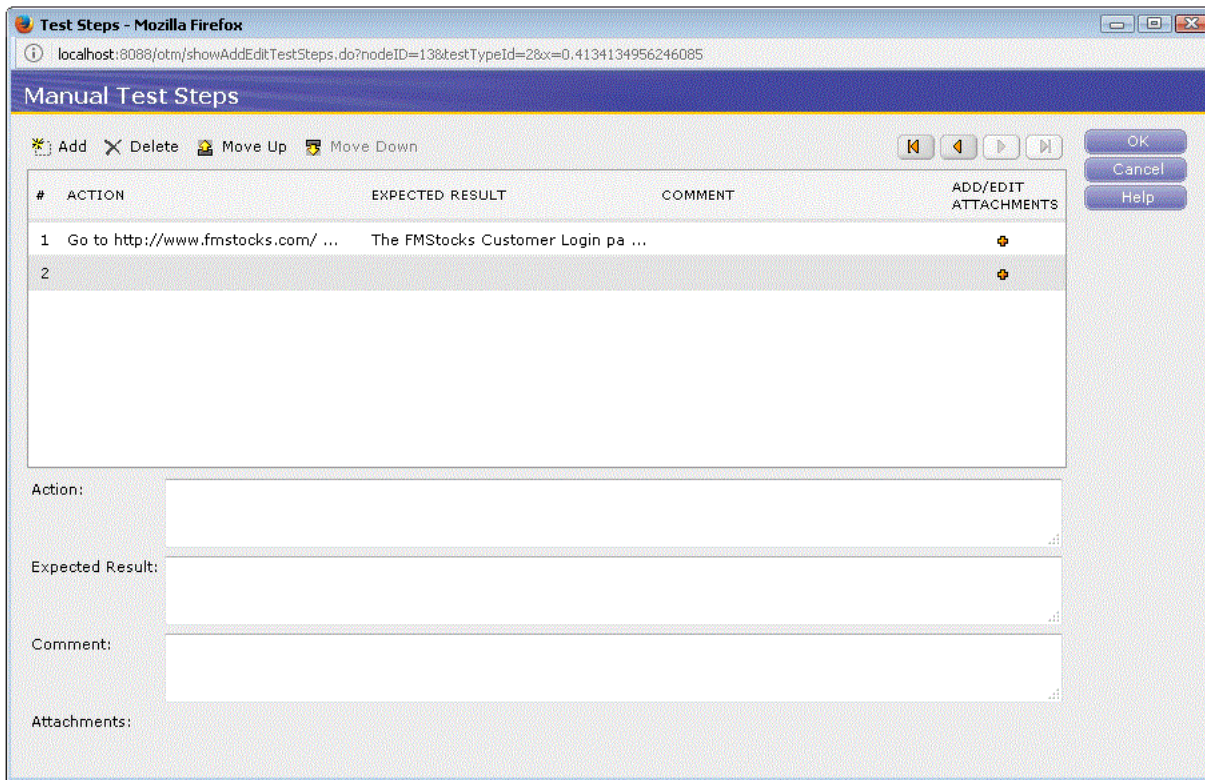 Test Steps - Mozilla Firefox
localhost:8088/otm/showAddEditTestSteps.do?nodeID=13&testTypeId=2&x=0.4134134956246085
Manual Test Steps
Add Delete Move Up Move Down
OK
Cancel
Help
# ACTION EXPECTED RESULT COMMENT ADD/EDIT ATTACHMENTS
1 Go to http://www.fmstocks.com/ ... The FMStocks Customer Login pa ...
2
Action:
Expected Result:
Comment:
Attachments: